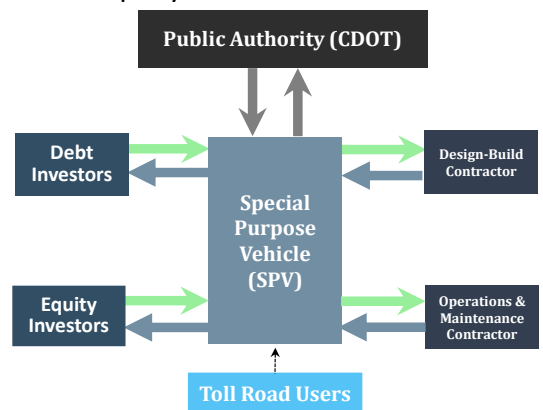 Public Authority (CDOT)
Debt
Investors
Design-Build
Contractor
Special
Purpose
Vehicle
(SPV)
Equity
Investors
Operations &
Maintenance
Contractor
Toll Road Users